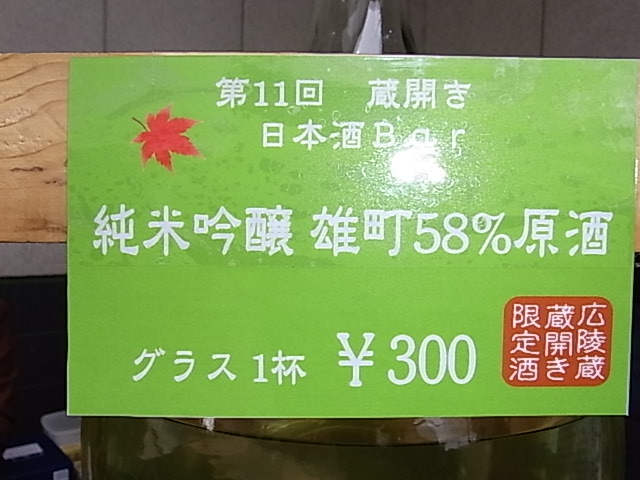 第11回 蔵開き
日本酒Bar
純米吟醸 雄町58%原酒
グラス1杯 ¥300
広陵蔵
蔵開き
限定酒